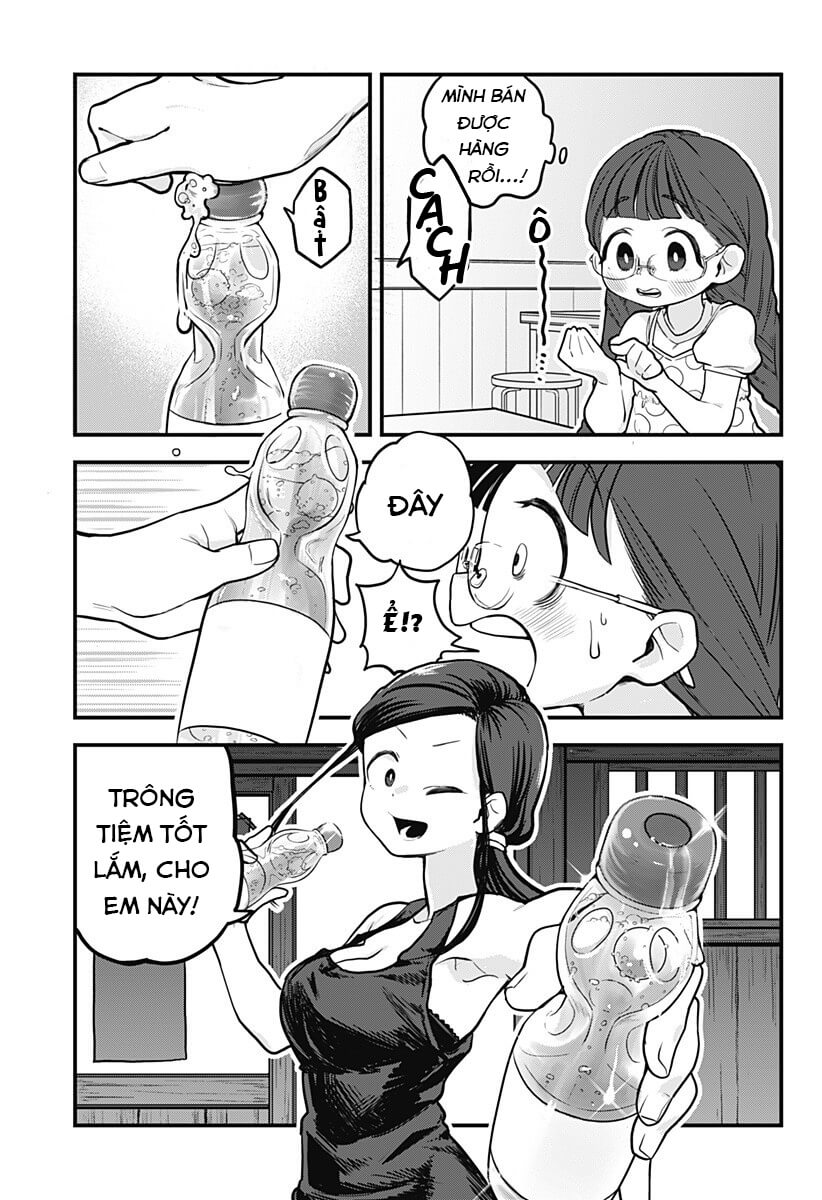 MÌNH BÁN
ĐƯỢC
HÀNG
RỒI...!
CẠCH
Ô
Bật
ĐÂY
Ể!?
TRÔNG
TIỆM TỐT
LẮM, CHO
EM NÀY!